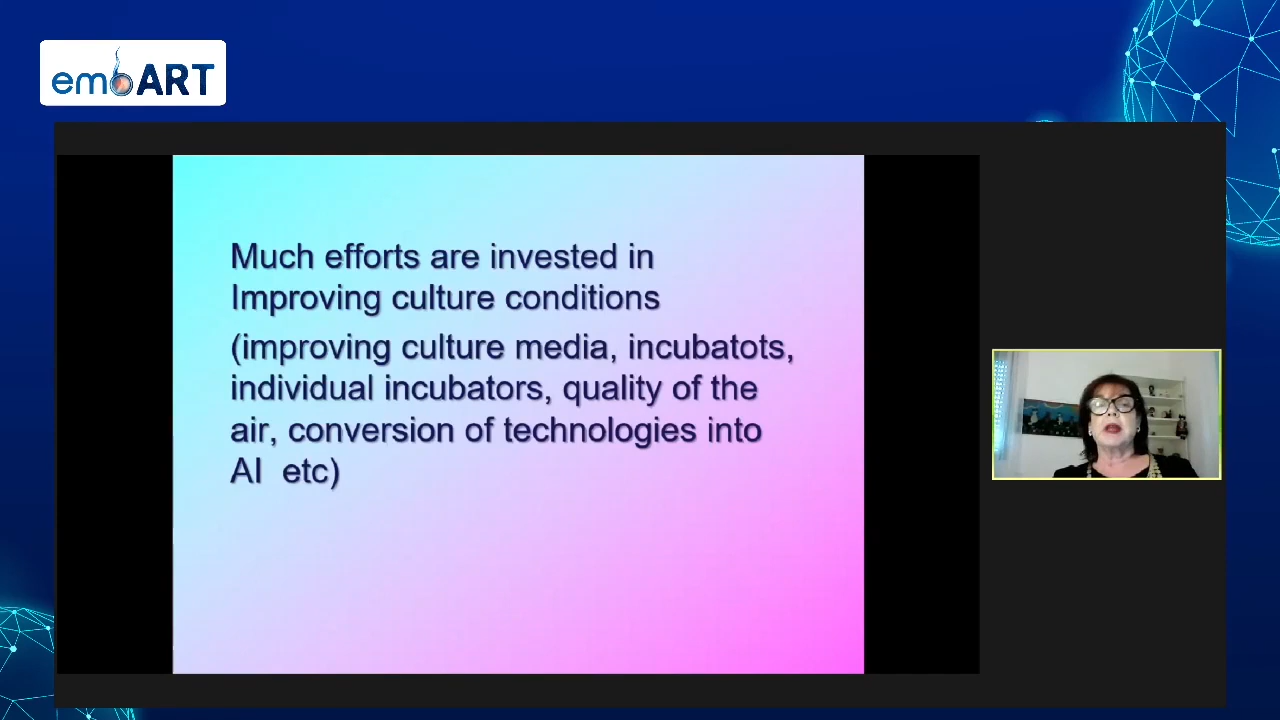 embART
Much efforts are invested in
Improving culture conditions
(improving culture media, incubatots,
individual incubators, quality of the
air, conversion of technologies into
AI  etc)